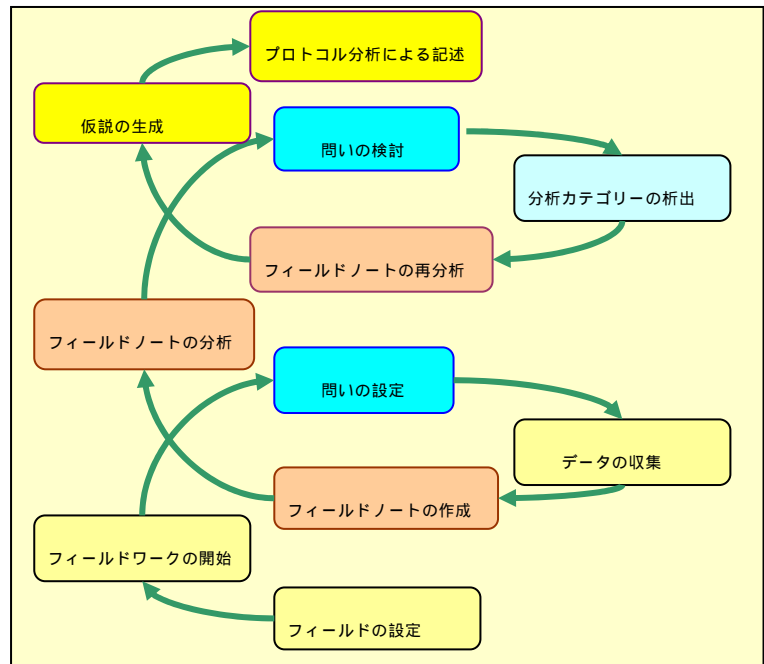 プロトコル分析による記述
仮説の生成
問いの検討
分析カテゴリーの析出
フィールドノートの再分析
フィールドノートの分析
問いの設定
データの収集
フィールドノートの作成
フィールドワークの開始
フィールドの設定